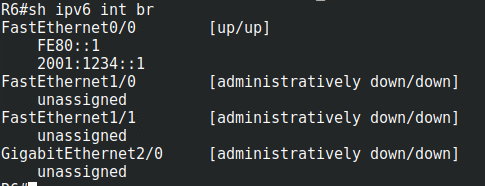 R6#sh ipv6 int br
FastEthernet0/0 [up/up]
FE80::1
2001:1234::1
FastEthernet1/0 [administratively down/down]
unassigned
FastEthernet1/1 [administratively down/down]
unassigned
GigabitEthernet2/0 [administratively down/down]
unassigned
R6#